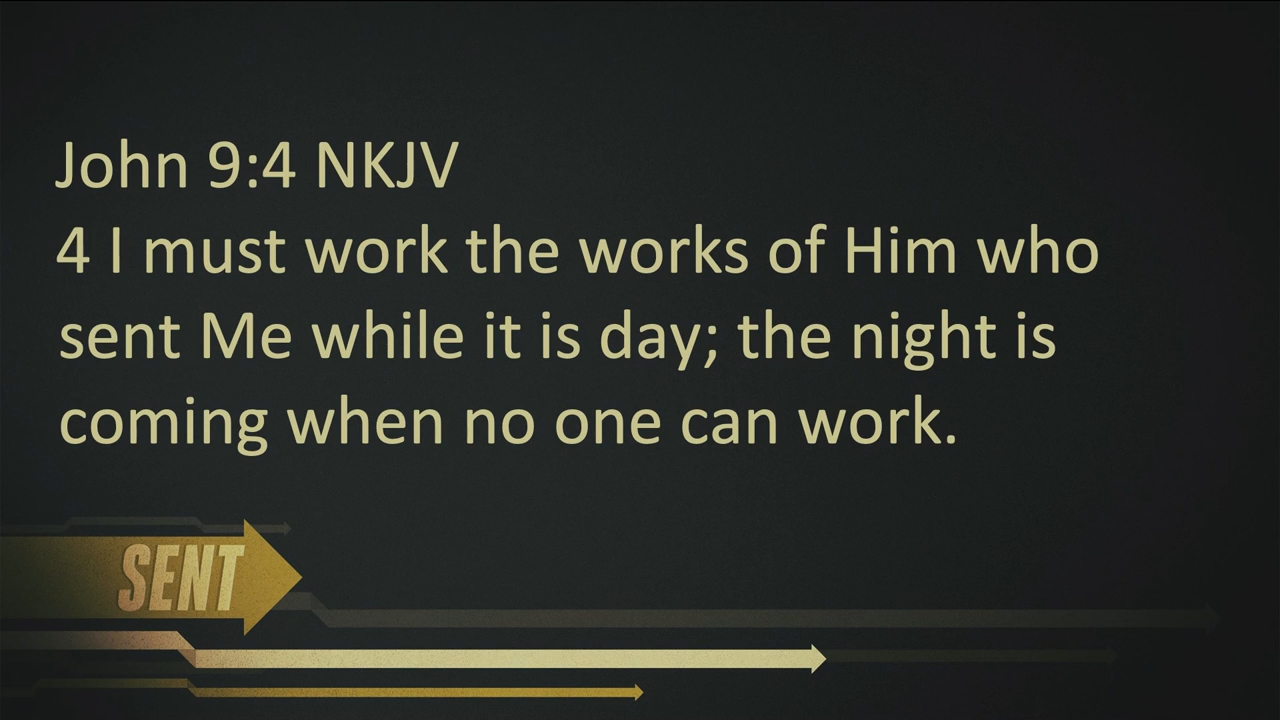 John 9:4 NKJV
4 I must work the works of Him who
sent Me while it is day; the night is
coming when no one can work.
SENT